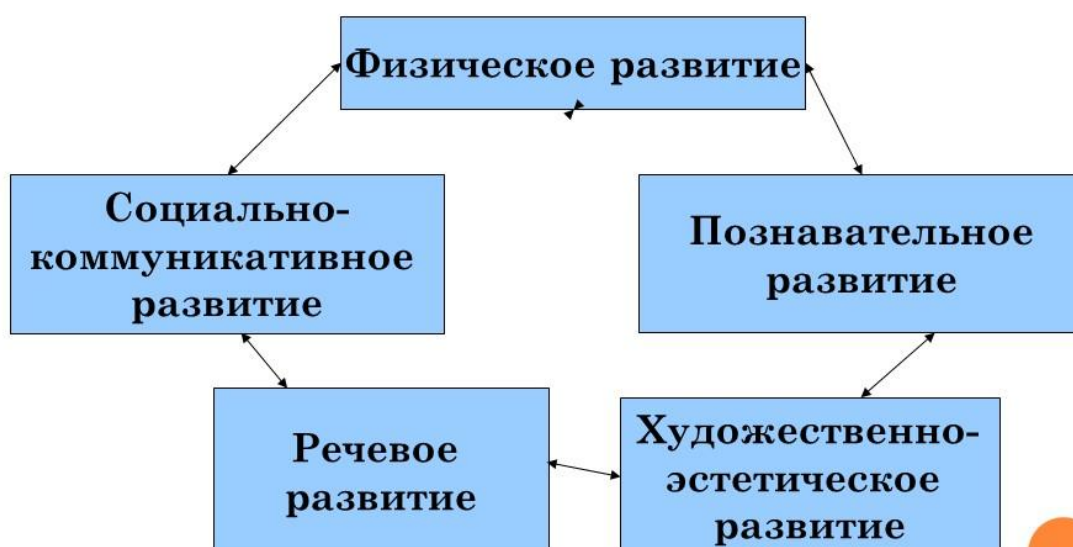 Физическое развитие
Социально-
коммуникативное
развитие
Познавательное
развитие
Речевое
развитие
Художественно-
эстетическое
развитие